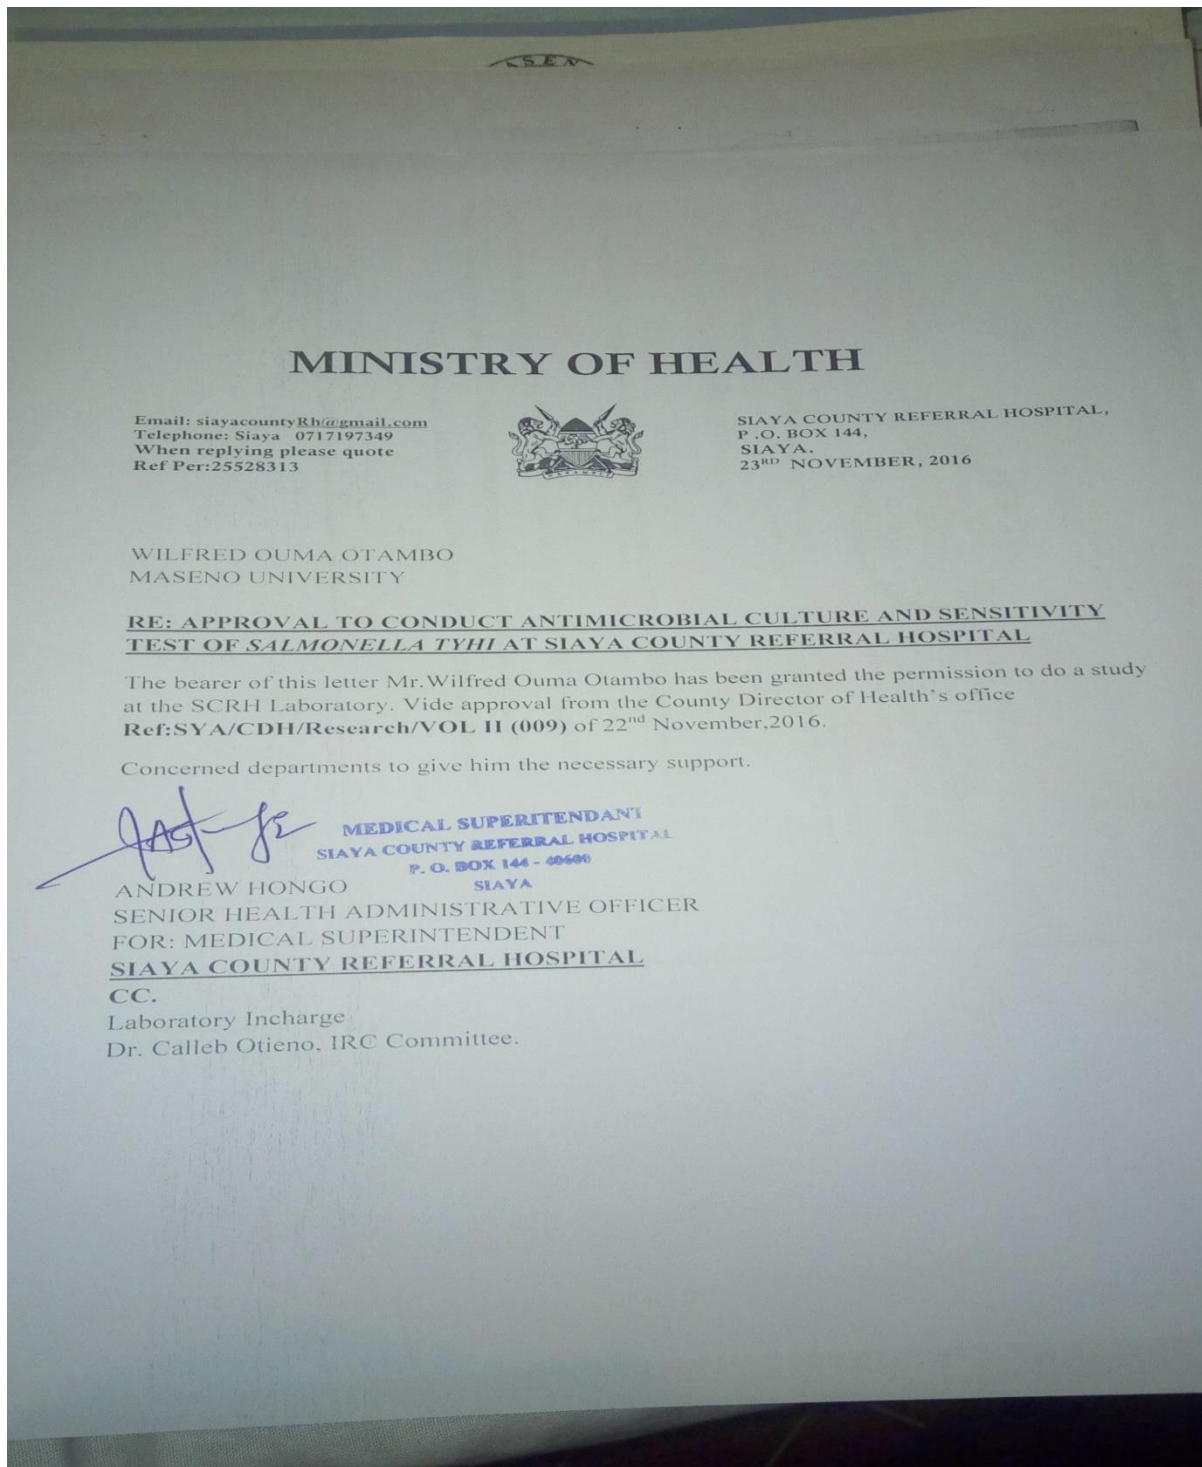 MINISTRY OF HEALTH
Email: siayacountyRh@gmail.com
Telephone: Siaya 0717197349
When replying please quote
Ref Per:25528313
SIAYA COUNTY REFERRAL HOSPITAL,
P .O. BOX 144,
SIAYA.
23RD NOVEMBER, 2016
WILFRED OUMA OTAMBO
MASENO UNIVERSITY
RE: APPROVAL TO CONDUCT ANTIMICROBIAL CULTURE AND SENSITIVITY
TEST OF SALMONELLA TYHI AT SIAYA COUNTY REFERRAL HOSPITAL
The bearer of this letter Mr.Wilfred Ouma Otambo has been granted the permission to do a study
at the SCRH Laboratory. Vide approval from the County Director of Health's office
Ref:SYA/CDH/Research/VOL II (009) of 22nd November,2016.
Concerned departments to give him the necessary support.
MEDICAL SUPERITENDANT
SIAYA COUNTY REFERRAL HOSPITAL
P. O. BOX 144 - 40600
SIAYA
ANDREW HONGO
SENIOR HEALTH ADMINISTRATIVE OFFICER
FOR: MEDICAL SUPERINTENDENT
SIAYA COUNTY REFERRAL HOSPITAL
CC.
Laboratory Incharge
Dr. Calleb Otieno, IRC Committee.